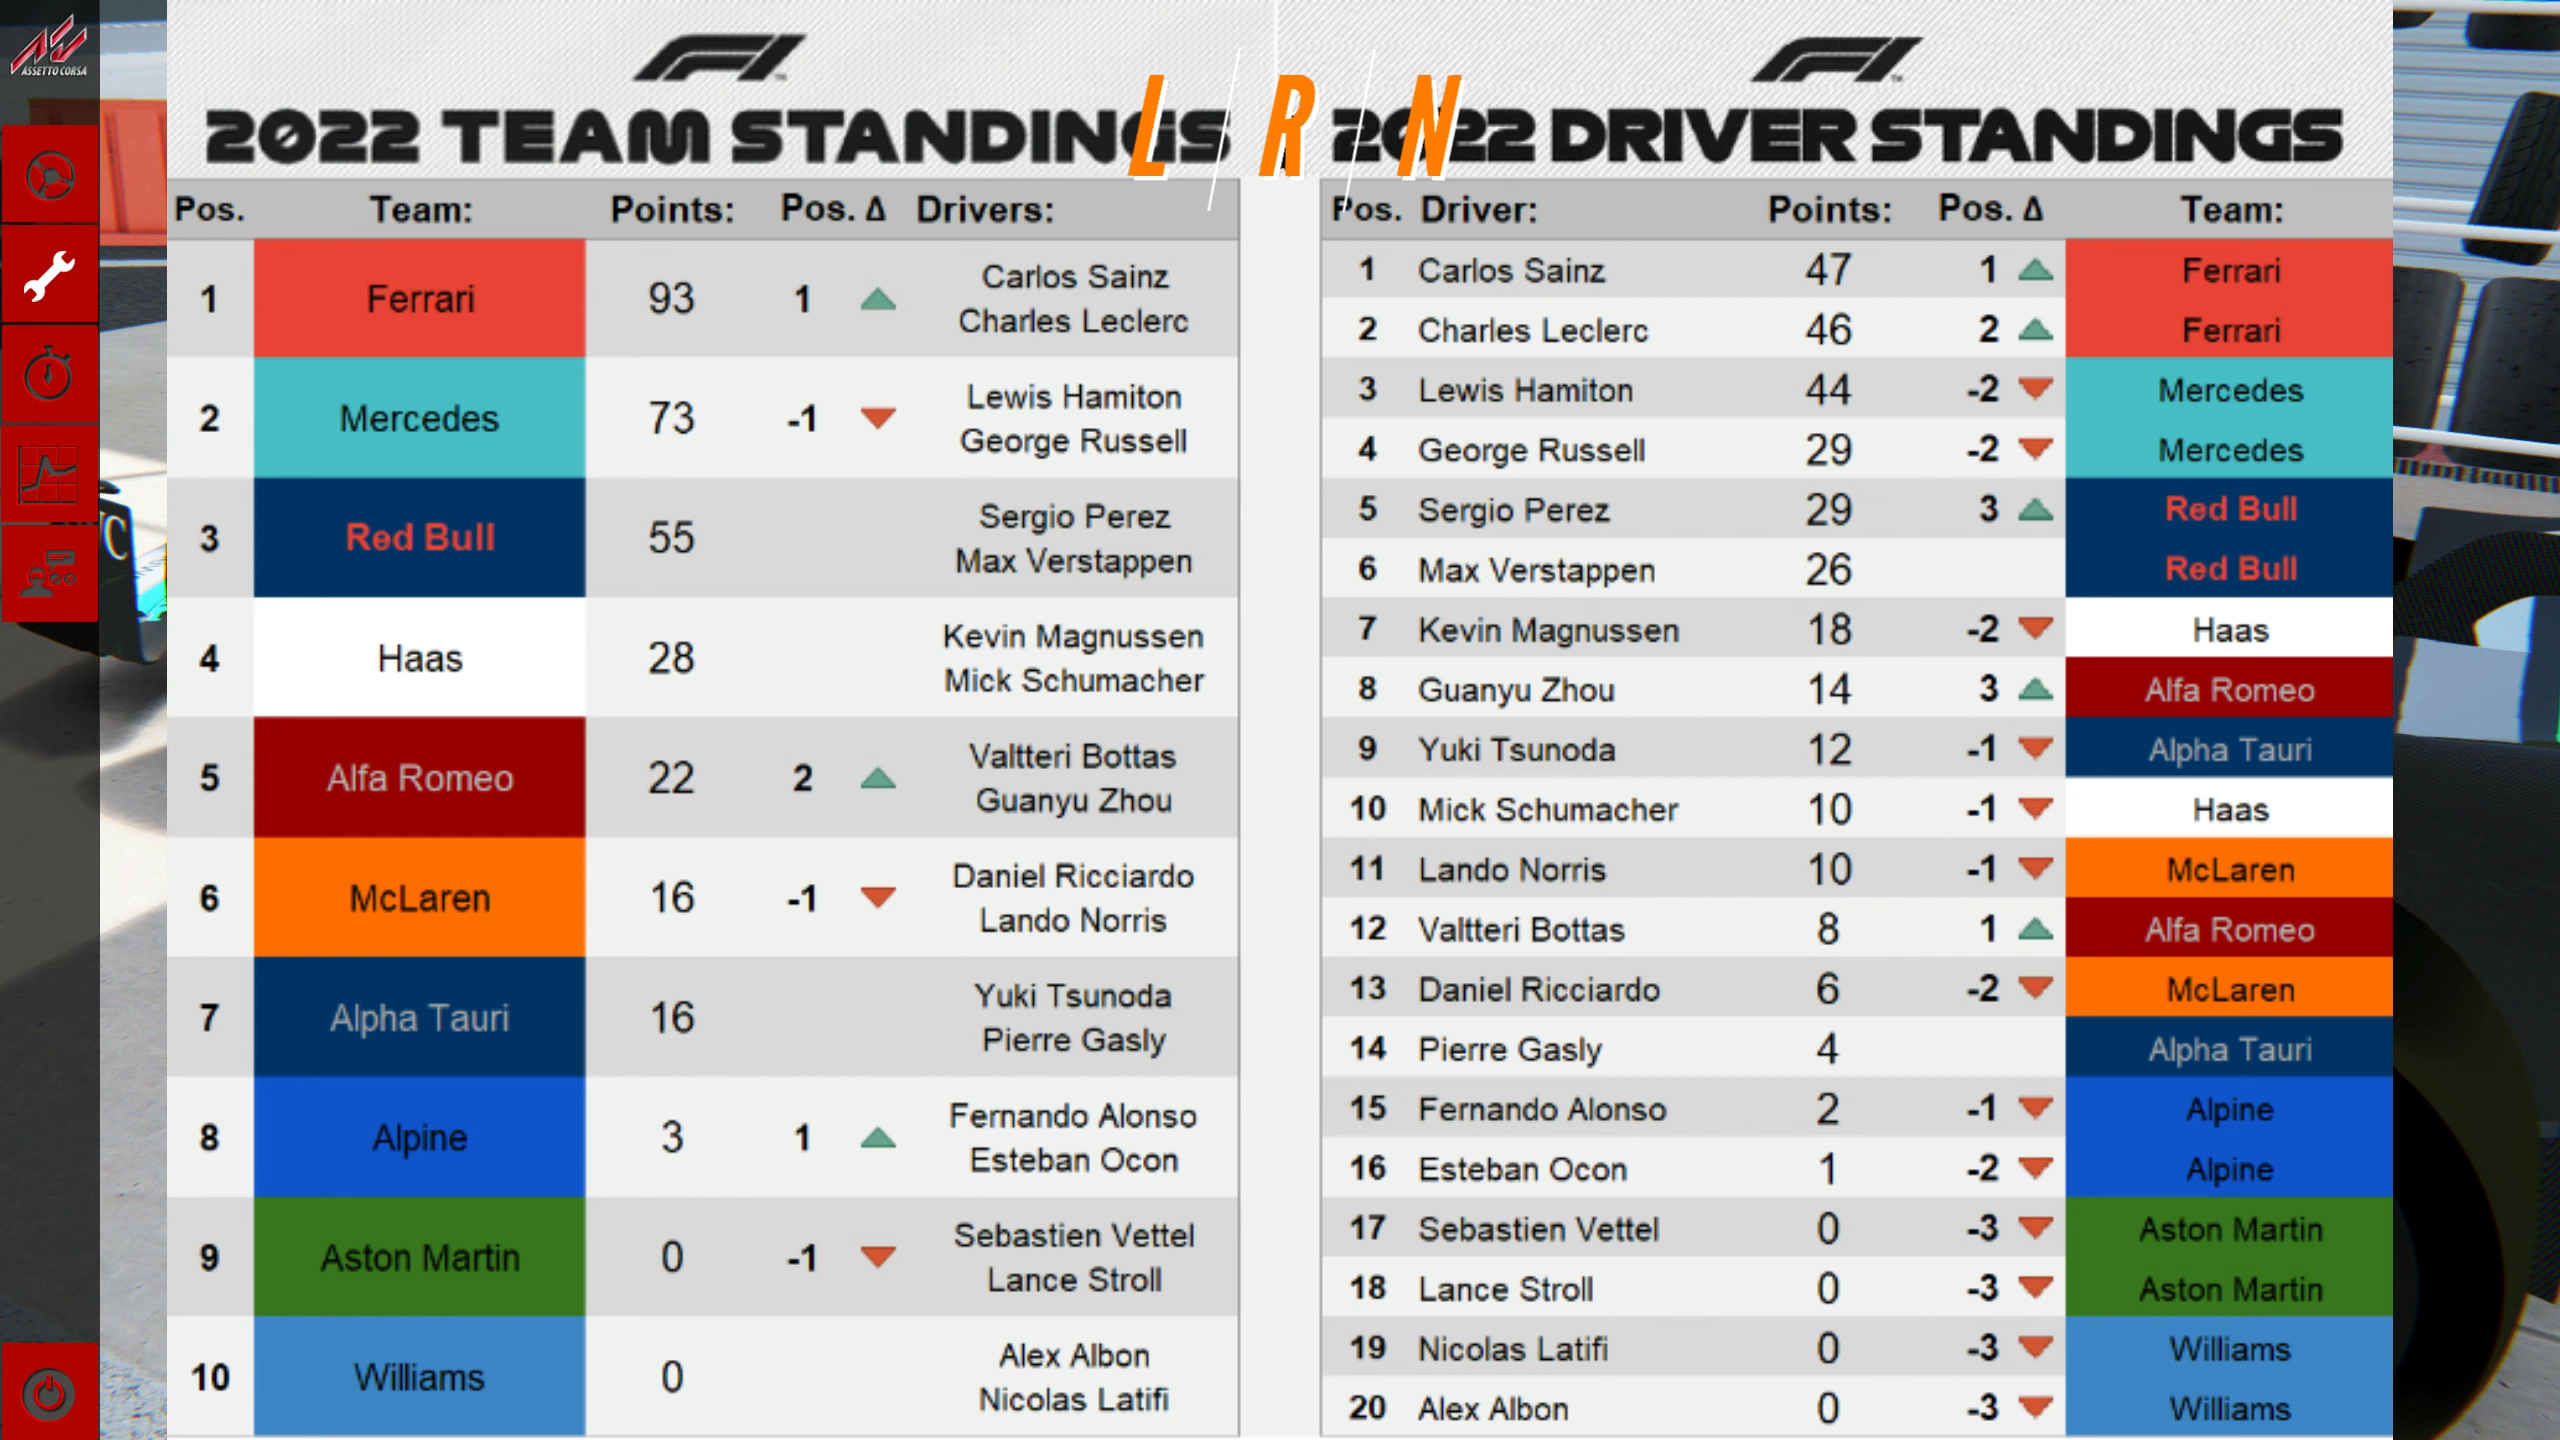 ASSETTO CORSA
F1
2022 TEAM STANDINGS
Pos. Team: Points: Pos. Δ Drivers:
1 Ferrari 93 1 Carlos Sainz
Charles Leclerc
2 Mercedes 73 -1 Lewis Hamiton
George Russell
3 Red Bull 55 Sergio Perez
Max Verstappen
4 Haas 28 Kevin Magnussen
Mick Schumacher
5 Alfa Romeo 22 2 Valtteri Bottas
Guanyu Zhou
6 McLaren 16 -1 Daniel Ricciardo
Lando Norris
7 Alpha Tauri 16 Yuki Tsunoda
Pierre Gasly
8 Alpine 3 1 Fernando Alonso
Esteban Ocon
9 Aston Martin 0 -1 Sebastien Vettel
Lance Stroll
10 Williams 0 Alex Albon
Nicolas Latifi
L/R/N
F1
2022 DRIVER STANDINGS
Pos. Driver: Points: Pos. Δ Team:
1 Carlos Sainz 47 1 Ferrari
2 Charles Leclerc 46 2 Ferrari
3 Lewis Hamiton 44 -2 Mercedes
4 George Russell 29 -2 Mercedes
5 Sergio Perez 29 3 Red Bull
6 Max Verstappen 26 Red Bull
7 Kevin Magnussen 18 -2 Haas
8 Guanyu Zhou 14 3 Alfa Romeo
9 Yuki Tsunoda 12 -1 Alpha Tauri
10 Mick Schumacher 10 -1 Haas
11 Lando Norris 10 -1 McLaren
12 Valtteri Bottas 8 1 Alfa Romeo
13 Daniel Ricciardo 6 -2 McLaren
14 Pierre Gasly 4 Alpha Tauri
15 Fernando Alonso 2 -1 Alpine
16 Esteban Ocon 1 -2 Alpine
17 Sebastien Vettel 0 -3 Aston Martin
18 Lance Stroll 0 -3 Aston Martin
19 Nicolas Latifi 0 -3 Williams
20 Alex Albon 0 -3 Williams